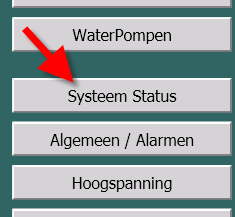 WaterPompen
Systeem Status
Algemeen / Alarmen
Hoogspanning